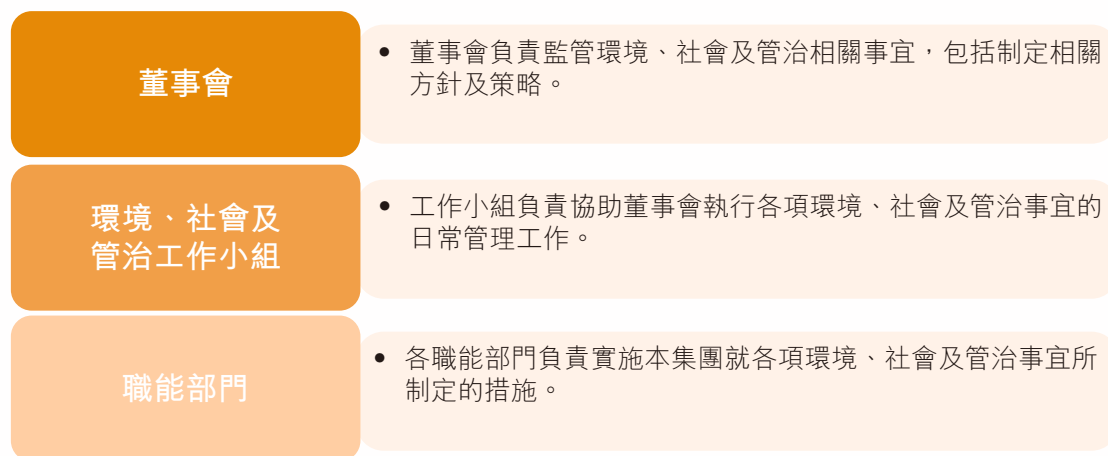 董事會
• 董事會負責監管環境、社會及管治相關事宜，包括制定相關
方針及策略。
環境、社會及
管治工作小組
• 工作小組負責協助董事會執行各項環境、社會及管治事宜的
日常管理工作。
職能部門
• 各職能部門負責實施本集團就各項環境、社會及管治事宜所
制定的措施。